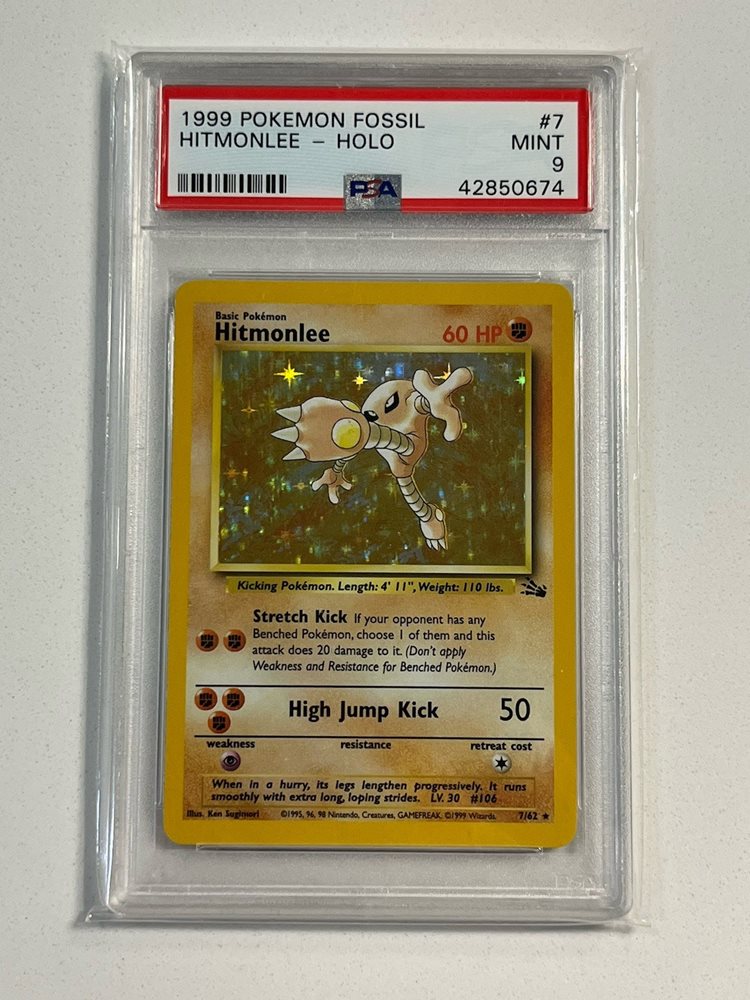 1999 POKEMON FOSSIL #7
HITMONLEE – HOLO MINT
9
PSA 42850674
Basic Pokémon
Hitmonlee 60 HP
Kicking Pokémon. Length: 4' 11", Weight: 110 lbs.
Stretch Kick If your opponent has any
Benched Pokémon, choose 1 of them and this
attack does 20 damage to it. (Don't apply
Weakness and Resistance for Benched Pokémon.)
High Jump Kick 50
weakness resistance retreat cost
When in a hurry, its legs lengthen progressively. It runs
smoothly with extra long, loping strides. LV. 30 #106
Illus. Ken Sugimori ©1995, 96, 98 Nintendo, Creatures, GAMEFREAK. ©1999 Wizards. 7/62 ★